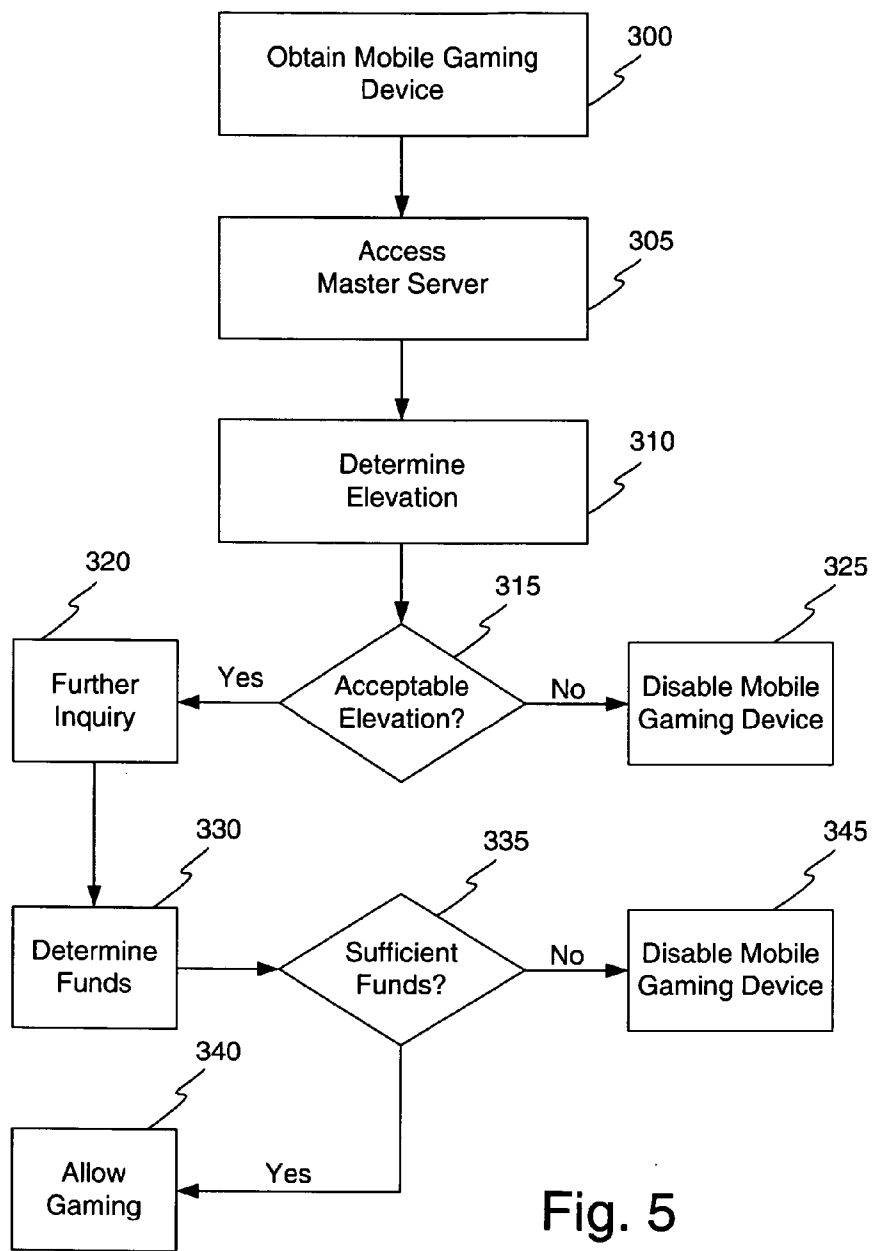 Obtain Mobile Gaming
Device
300
Access
Master Server
305
Determine
Elevation
310
320
315
325
Further
Inquiry
Yes
Acceptable
Elevation?
No
Disable Mobile
Gaming Device
330
335
345
Determine
Funds
Sufficient
Funds?
No
Disable Mobile
Gaming Device
340
Allow
Gaming
Yes
Fig. 5